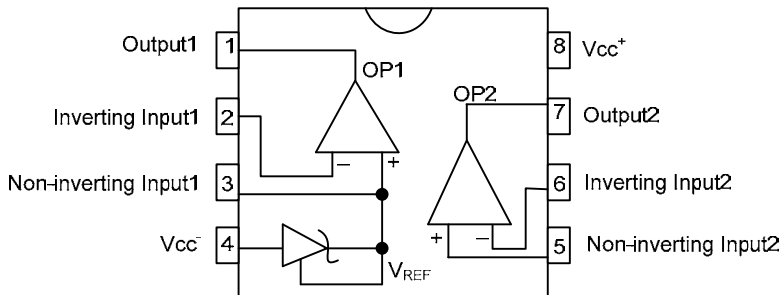 Output1 1
OP1
8 Vcc+
Inverting Input1 2
OP2
7 Output2
Non-inverting Input1 3
− +
6 Inverting Input2
Vcc- 4
+ −
5 Non-inverting Input2
VREF